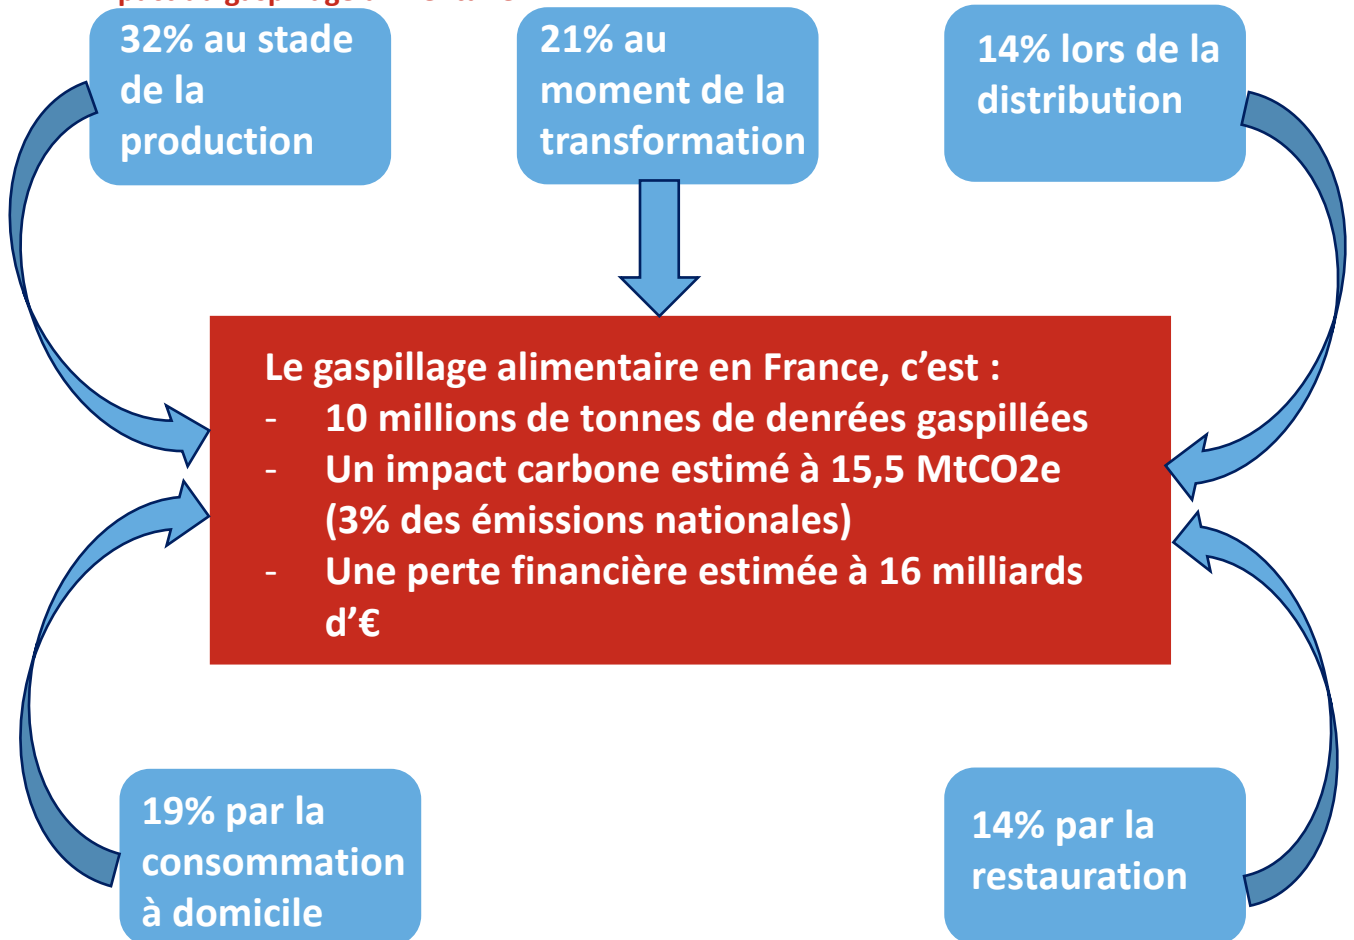 32% au stade
de la
production
21% au
moment de la
transformation
14% lors de la
distribution
Le gaspillage alimentaire en France, c’est :
- 10 millions de tonnes de denrées gaspillées
- Un impact carbone estimé à 15,5 MtCO2e
(3% des émissions nationales)
- Une perte financière estimée à 16 milliards
d’€
19% par la
consommation
à domicile
14% par la
restauration